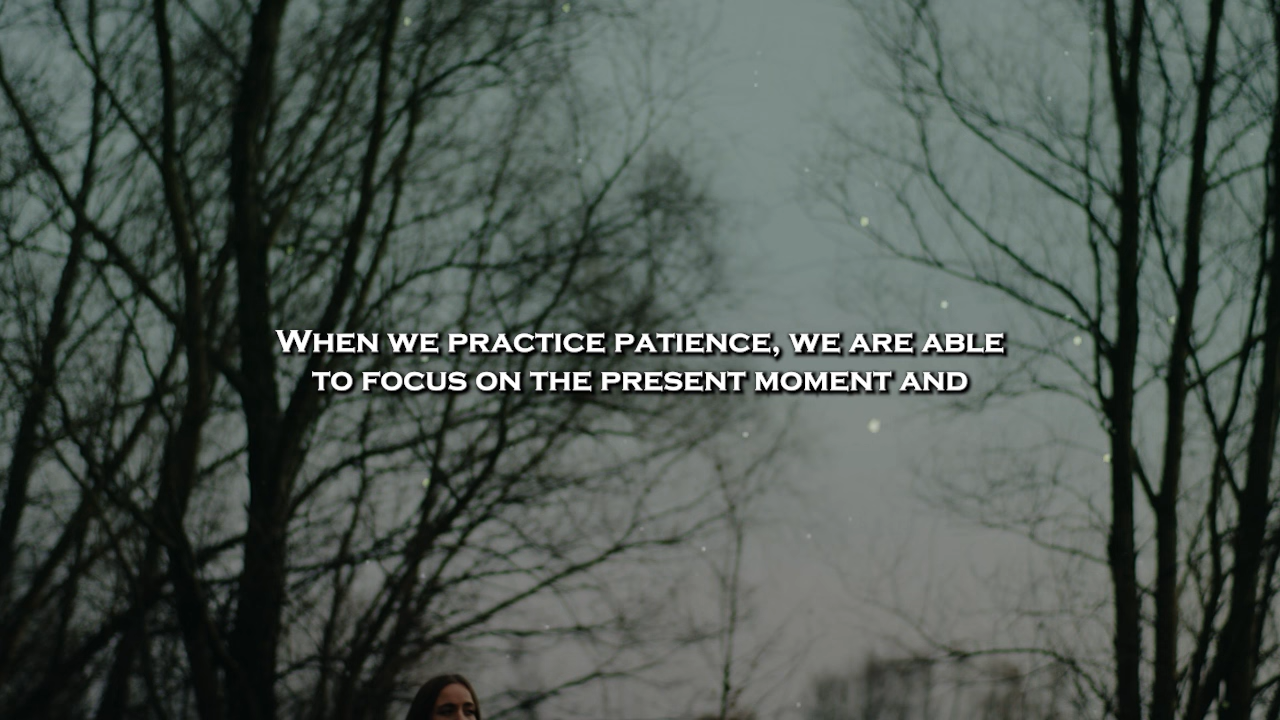 When we practice patience, we are able
to focus on the present moment and